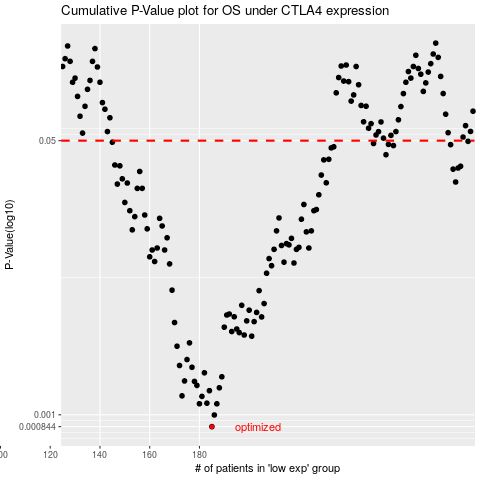 Cumulative P-Value plot for OS under CTLA4 expression
P-Value(log10)
0.05
0.001
0.000844
optimized
00 120 140 160 180
# of patients in 'low exp' group